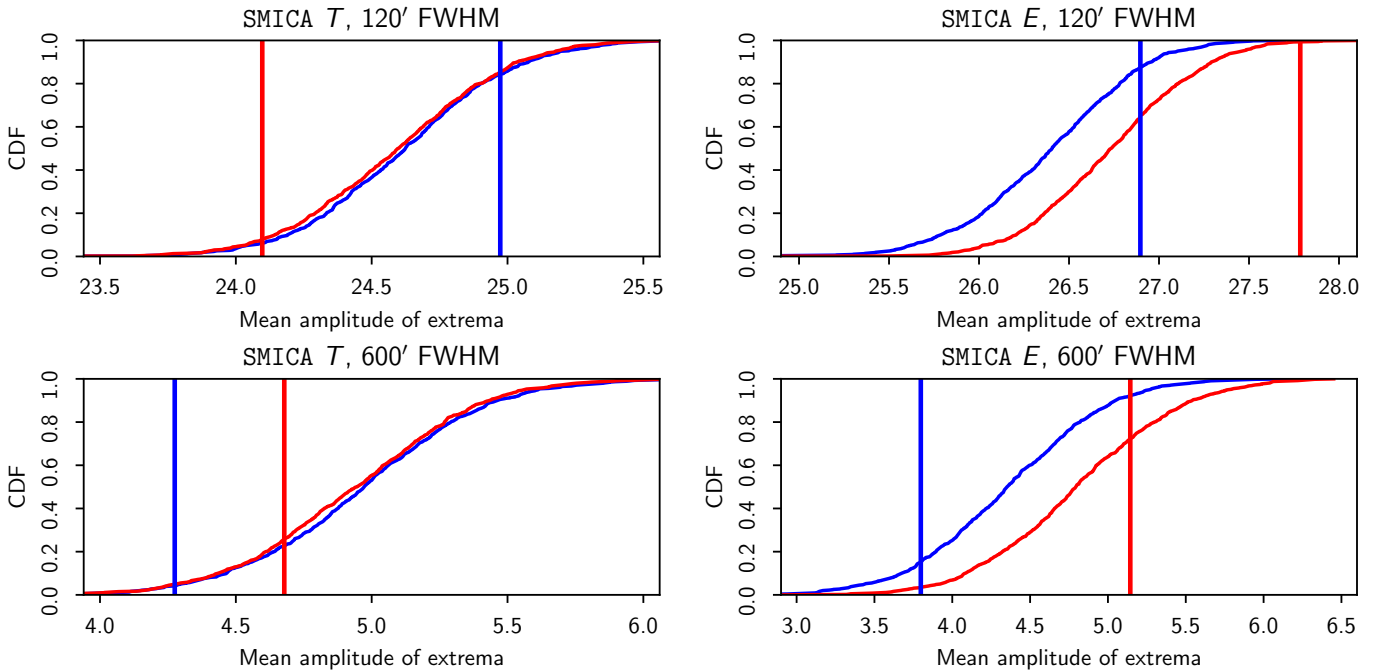 SMICA T, 120′ FWHM
CDF
0.0 0.2 0.4 0.6 0.8 1.0
23.5 24.0 24.5 25.0 25.5
Mean amplitude of extrema
SMICA E, 120′ FWHM
CDF
0.0 0.2 0.4 0.6 0.8 1.0
25.0 25.5 26.0 26.5 27.0 27.5 28.0
Mean amplitude of extrema
SMICA T, 600′ FWHM
CDF
0.0 0.2 0.4 0.6 0.8 1.0
4.0 4.5 5.0 5.5 6.0
Mean amplitude of extrema
SMICA E, 600′ FWHM
CDF
0.0 0.2 0.4 0.6 0.8 1.0
3.0 3.5 4.0 4.5 5.0 5.5 6.0 6.5
Mean amplitude of extrema